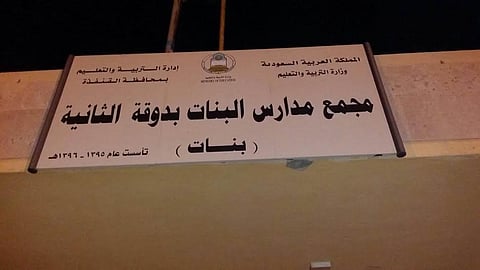 المملكة العربية السعودية
وزارة التربية والتعليم
إدارة التربية والتعليم
بمحافظة القنفذة
مجمع مدارس البنات بدوقة الثانية
( بنات )
تأسست عام ١٣٩٥ - ١٣٩٦هـ